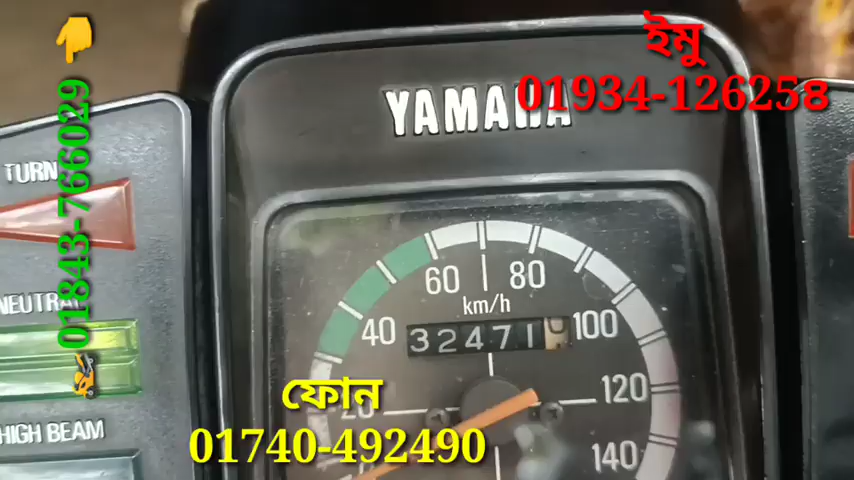 ইমু
01934-126258
YAMAHA
01843-766029
TURN
NEUTRAL
HIGH BEAM
60
80
km/h
40
32471
100
20
120
140
ফোন
01740-492490